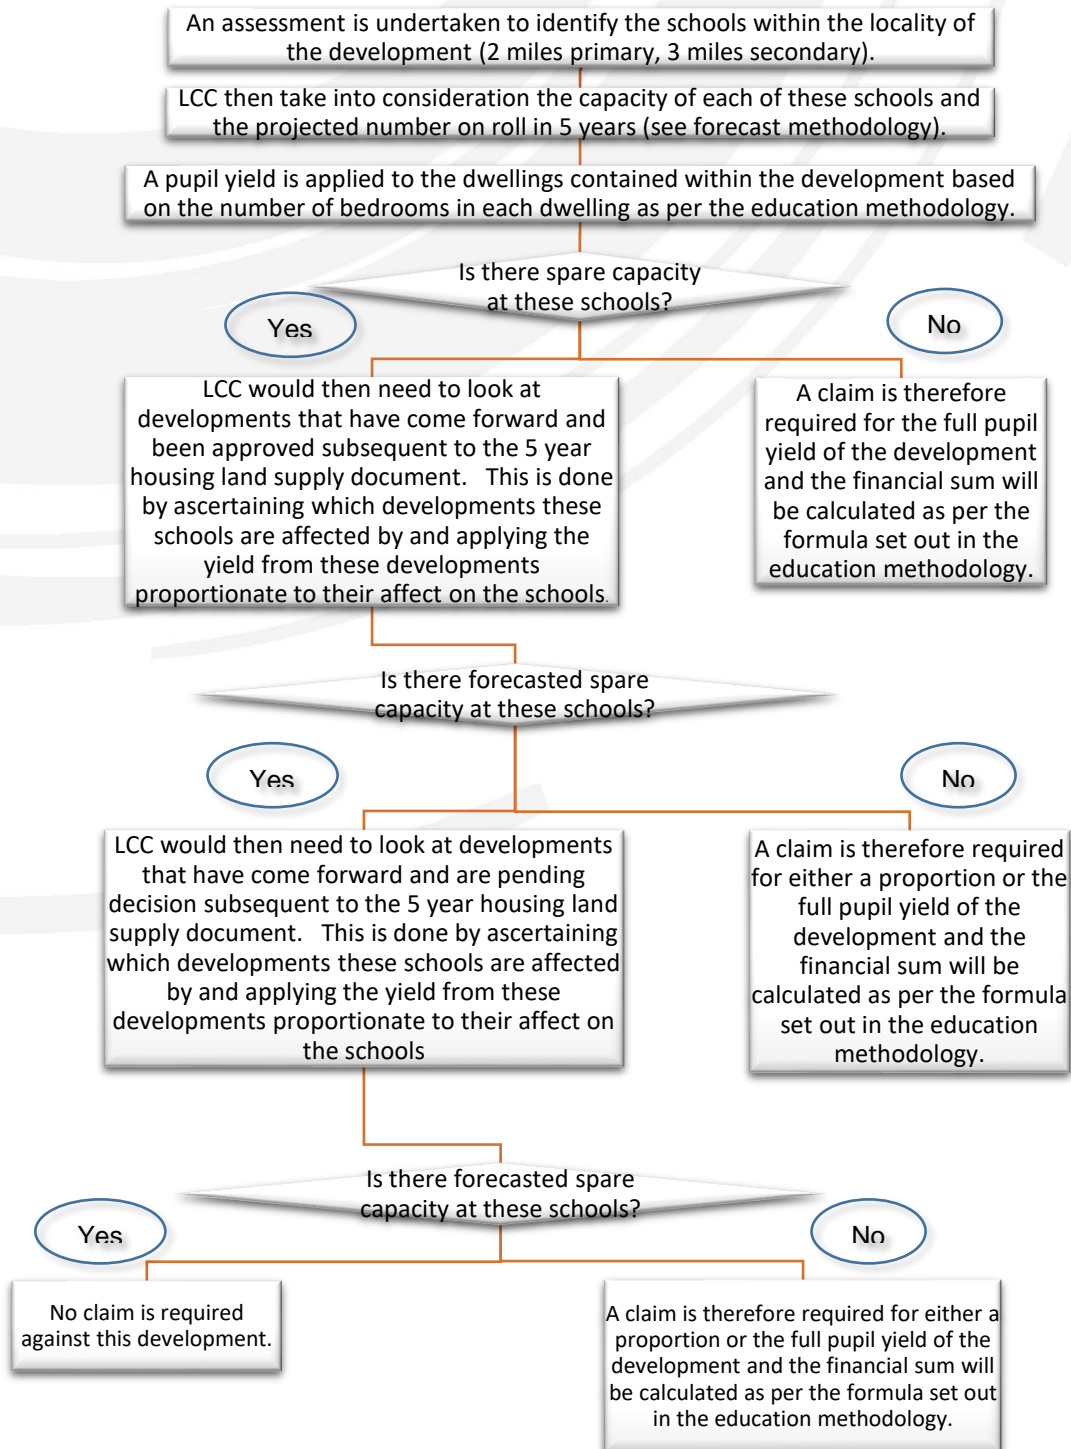 An assessment is undertaken to identify the schools within the locality of
the development (2 miles primary, 3 miles secondary).
LCC then take into consideration the capacity of each of these schools and
the projected number on roll in 5 years (see forecast methodology).
A pupil yield is applied to the dwellings contained within the development based
on the number of bedrooms in each dwelling as per the education methodology.
Is there spare capacity
at these schools?
Yes
No
LCC would then need to look at
developments that have come forward and
been approved subsequent to the 5 year
housing land supply document. This is done
by ascertaining which developments these
schools are affected by and applying the
yield from these developments
proportionate to their affect on the schools.
A claim is therefore
required for the full pupil
yield of the development
and the financial sum will
be calculated as per the
formula set out in the
education methodology.
Is there forecasted spare
capacity at these schools?
Yes
No
LCC would then need to look at developments
that have come forward and are pending
decision subsequent to the 5 year housing land
supply document. This is done by ascertaining
which developments these schools are affected
by and applying the yield from these
developments proportionate to their affect on
the schools
A claim is therefore required
for either a proportion or the
full pupil yield of the
development and the
financial sum will be
calculated as per the formula
set out in the education
methodology.
Is there forecasted spare
capacity at these schools?
Yes
No
No claim is required
against this development.
A claim is therefore required for either a
proportion or the full pupil yield of the
development and the financial sum will
be calculated as per the formula set out
in the education methodology.